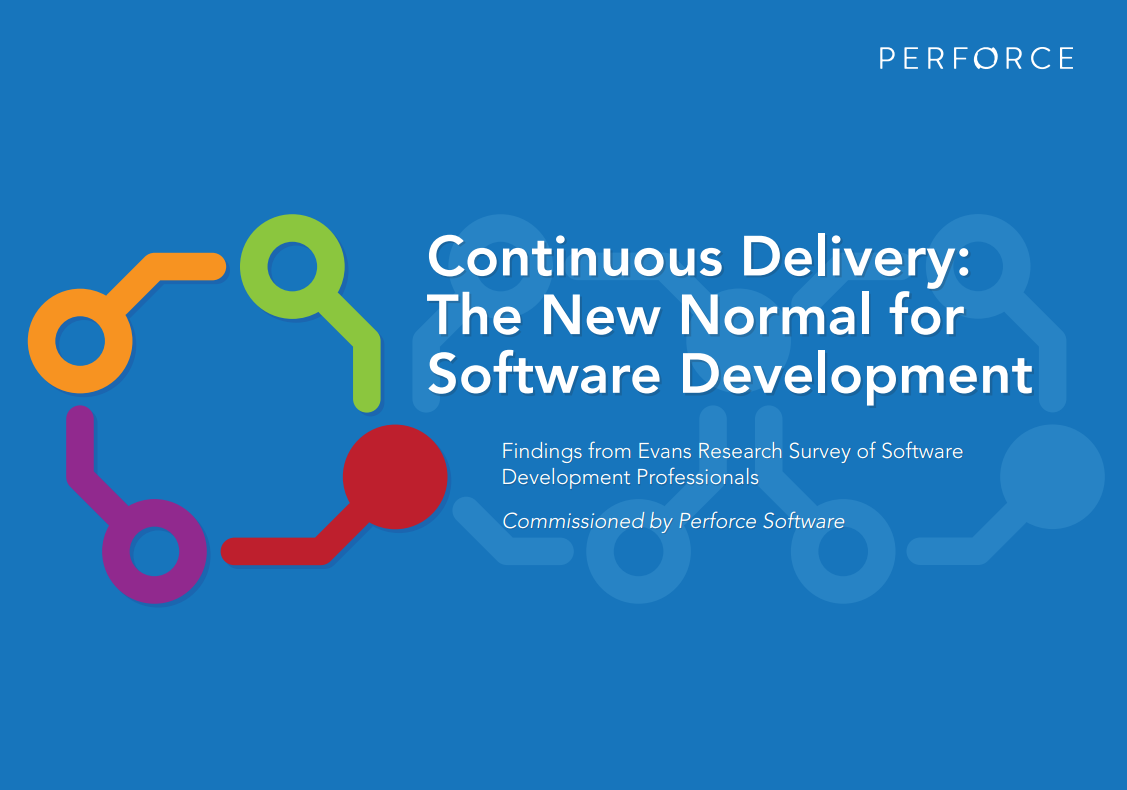 PERFORCE
Continuous Delivery:
The New Normal for
Software Development
Findings from Evans Research Survey of Software
Development Professionals
Commissioned by Perforce Software